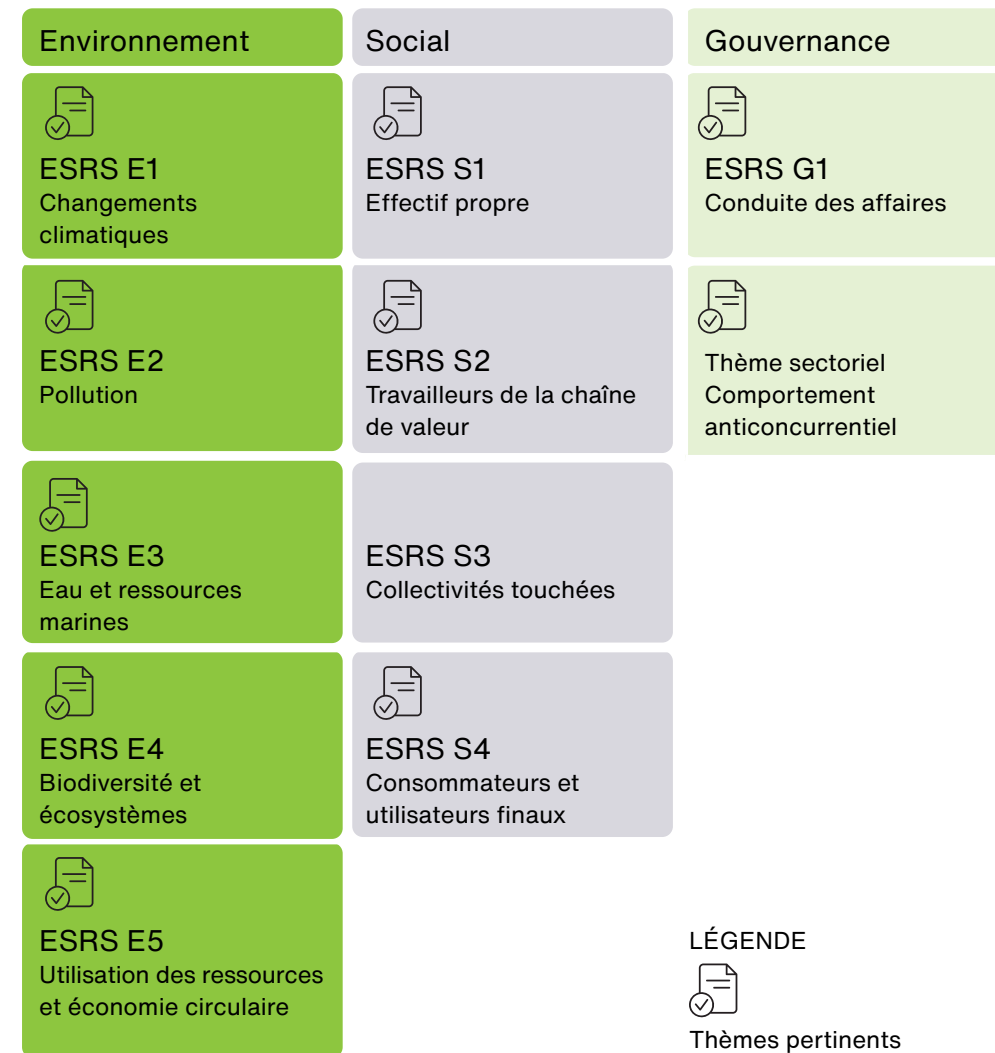 Environnement
ESRS E1
Changements
climatiques
ESRS E2
Pollution
ESRS E3
Eau et ressources
marines
ESRS E4
Biodiversité et
écosystèmes
ESRS E5
Utilisation des ressources
et économie circulaire
Social
ESRS S1
Effectif propre
ESRS S2
Travailleurs de la chaîne
de valeur
ESRS S3
Collectivités touchées
ESRS S4
Consommateurs et
utilisateurs finaux
Gouvernance
ESRS G1
Conduite des affaires
Thème sectoriel
Comportement
anticoncurrentiel
LÉGENDE
Thèmes pertinents